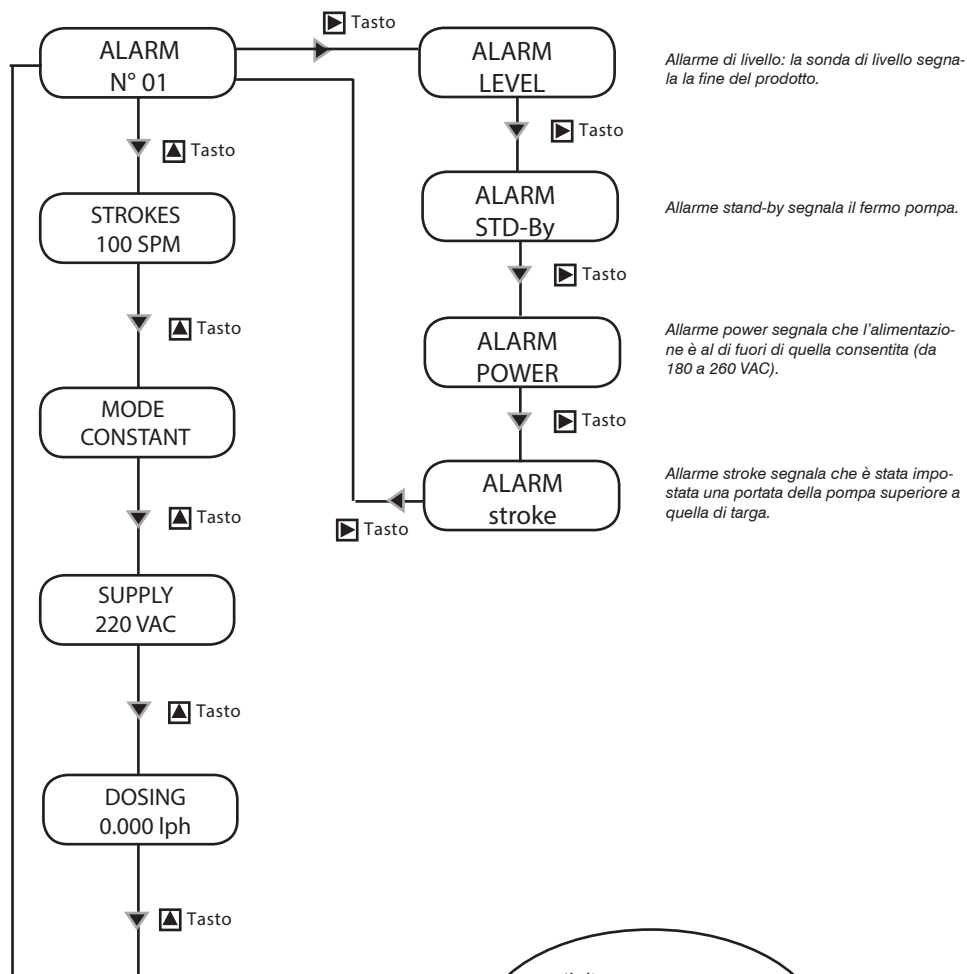 Tasto
ALARM
N° 01
ALARM
LEVEL
Allarme di livello: la sonda di livello segna-
la la fine del prodotto.
Tasto
Tasto
STROKES
100 SPM
ALARM
STD-By
Allarme stand-by segnala il fermo pompa.
Tasto
Tasto
ALARM
POWER
Allarme power segnala che l'alimentazio-
ne è al di fuori di quella consentita (da
180 a 260 VAC).
MODE
CONSTANT
Tasto
ALARM
stroke
Allarme stroke segnala che è stata impo-
stata una portata della pompa superiore a
quella di targa.
Tasto
Tasto
SUPPLY
220 VAC
Tasto
DOSING
0.000 lph
Tasto